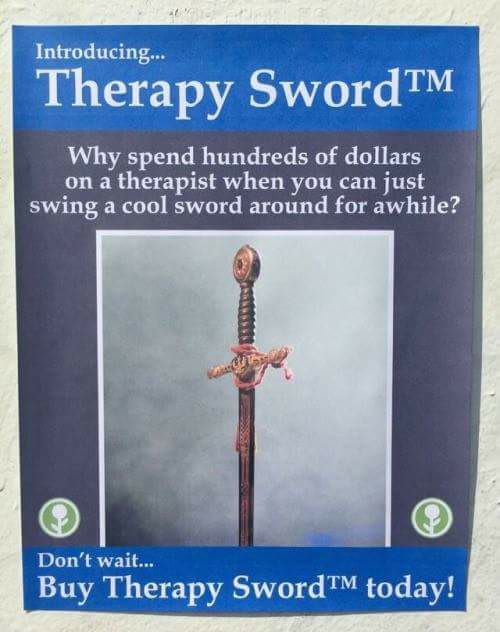 Introducing...
Therapy Sword™
Why spend hundreds of dollars
on a therapist when you can just
swing a cool sword around for awhile?
Don't wait...
Buy Therapy Sword™ today!